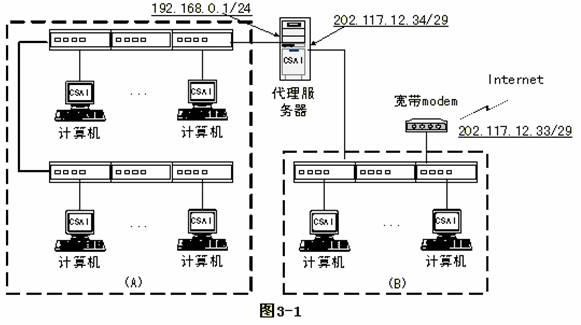 192.168.0.1/24
202.117.12.34/29
CSAI
代理服
务器
Internet
宽带modem
202.117.12.33/29
CSAI
计算机
...
CSAI
计算机
CSAI
计算机
...
CSAI
计算机
(A)
CSAI
计算机
...
CSAI
计算机
(B)
图3-1